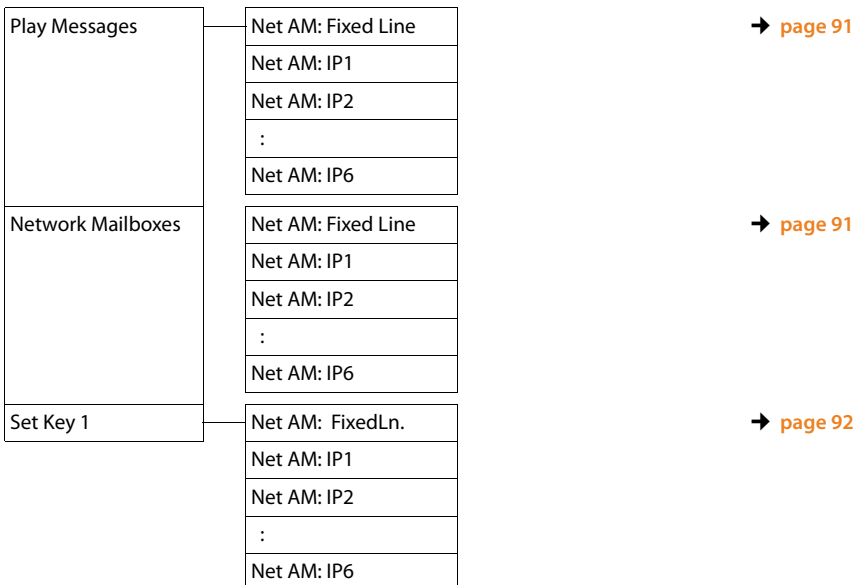 Play Messages Net AM: Fixed Line ➔ page 91
Net AM: IP1
Net AM: IP2
:
Net AM: IP6
Network Mailboxes Net AM: Fixed Line ➔ page 91
Net AM: IP1
Net AM: IP2
:
Net AM: IP6
Set Key 1 Net AM: FixedLn. ➔ page 92
Net AM: IP1
Net AM: IP2
:
Net AM: IP6